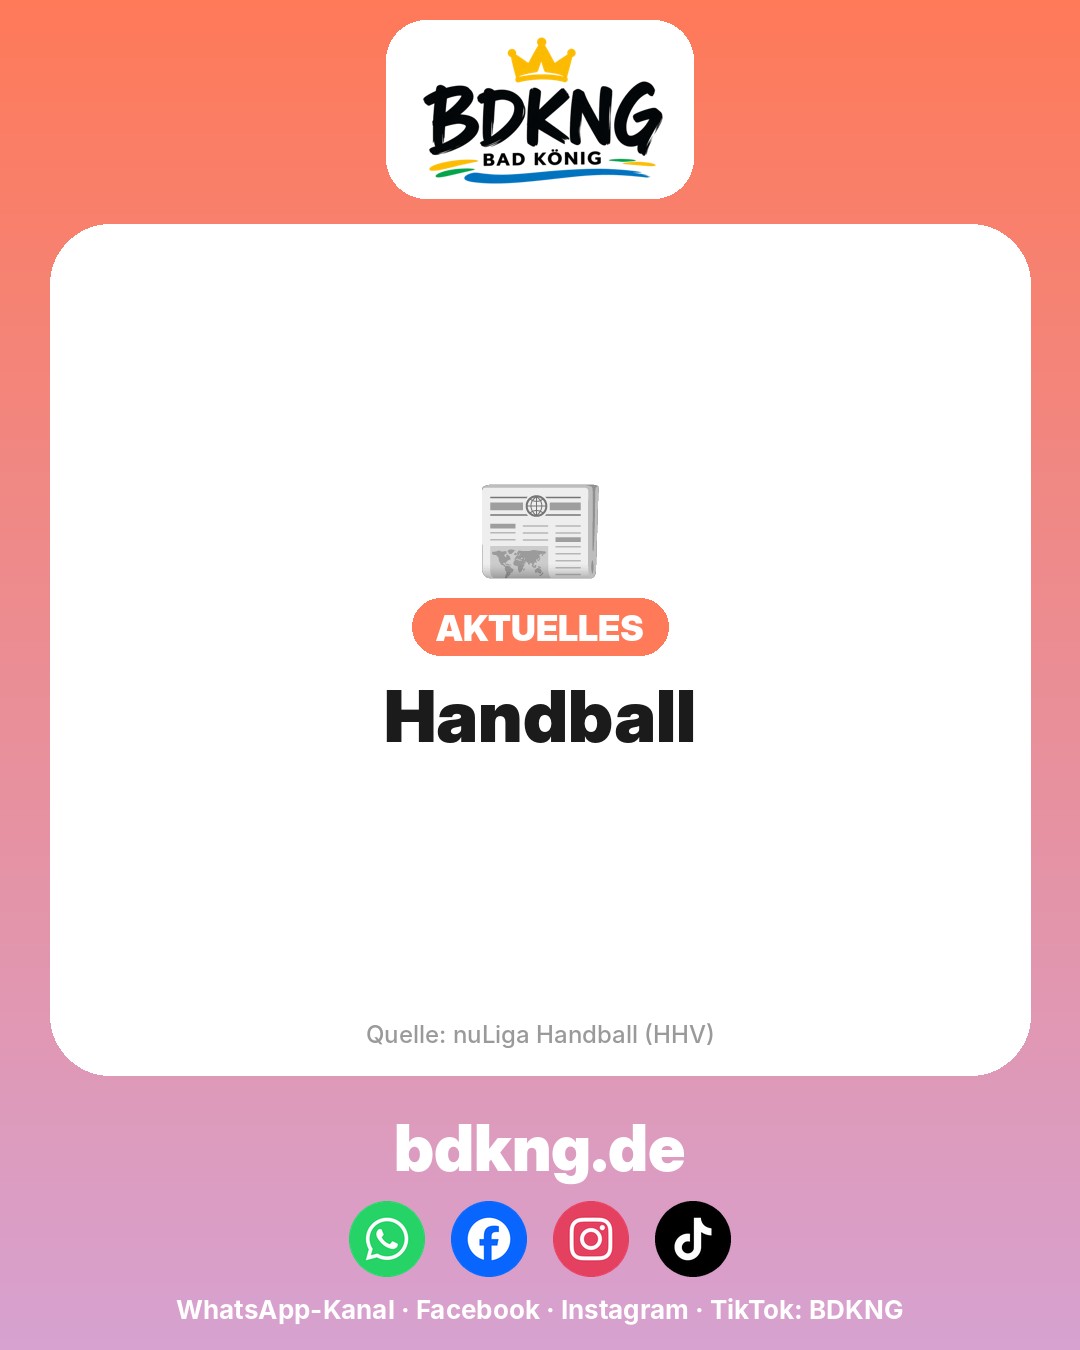 BDKNG
BAD KÖNIG
AKTUELLES
Handball
Quelle: nuLiga Handball (HHV)
bdkng.de
WhatsApp-Kanal · Facebook · Instagram · TikTok: BDKNG